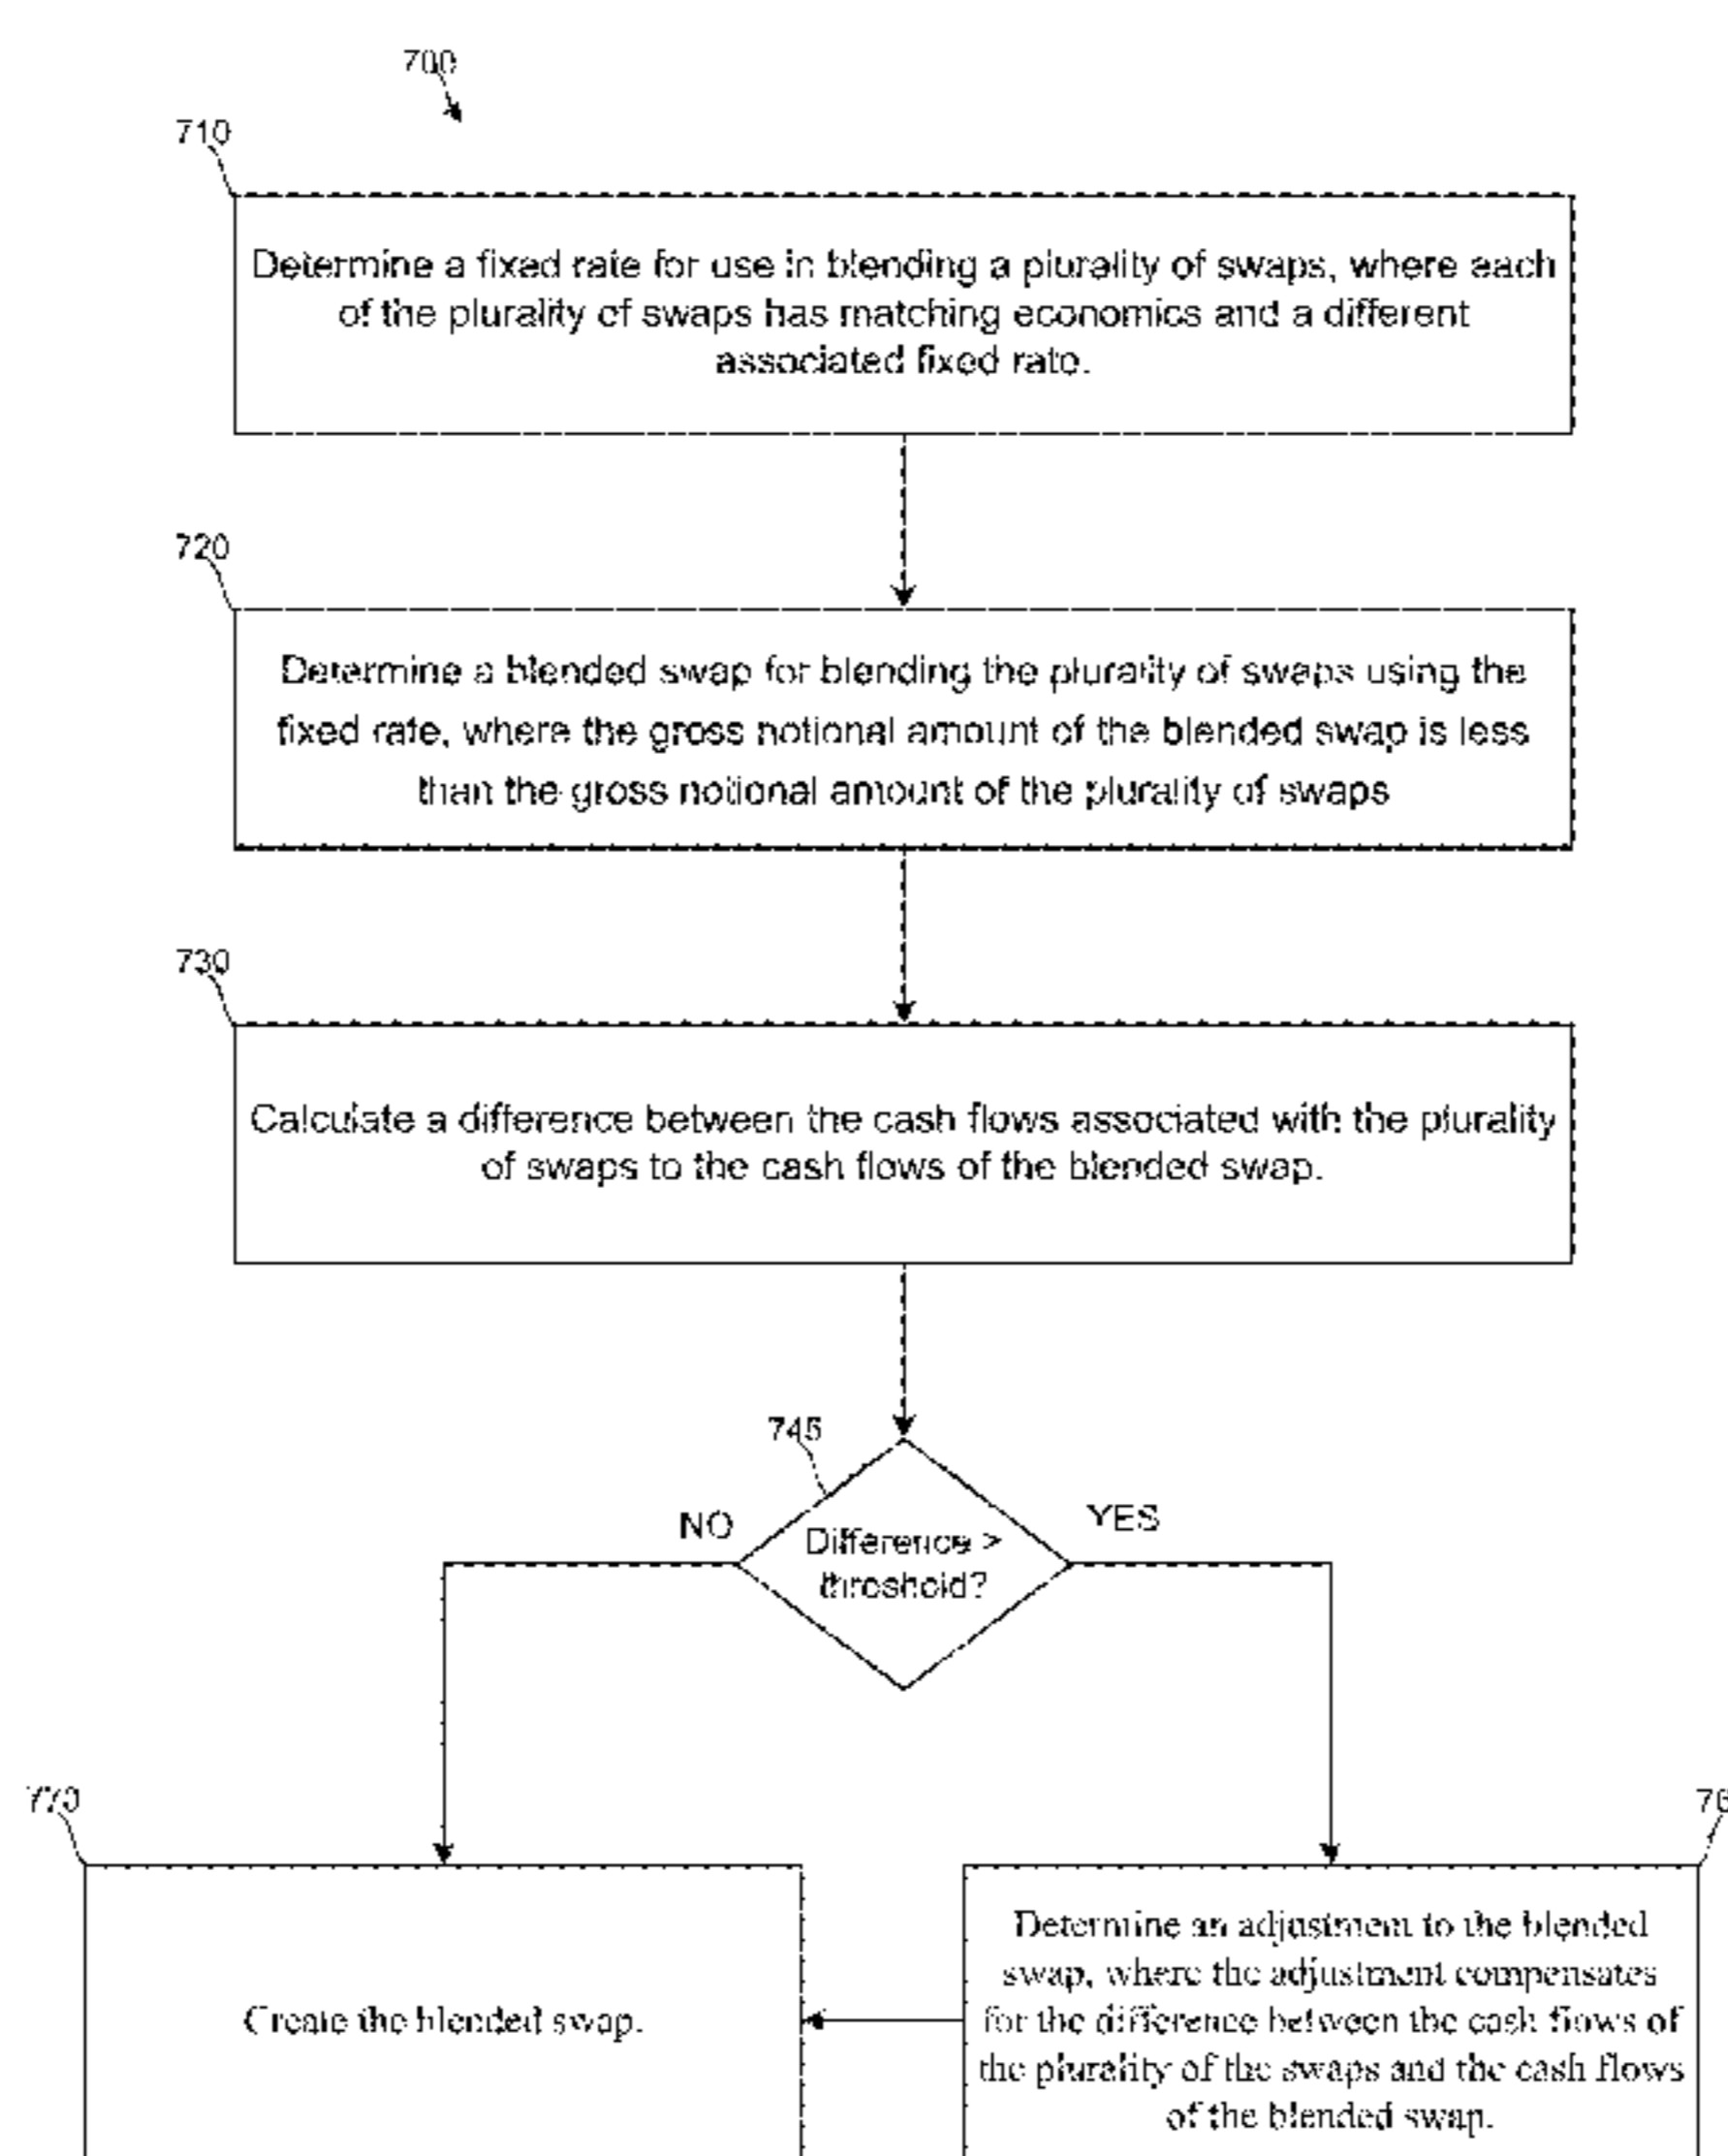 700
710
Determine a fixed rate for use in blending a plurality of swaps, where each
of the plurality of swaps has matching economics and a different
associated fixed rate.
720
Determine a blended swap for blending the plurality of swaps using the
fixed rate, where the gross notional amount of the blended swap is less
than the gross notional amount of the plurality of swaps
730
Calculate a difference between the cash flows associated with the plurality
of swaps to the cash flows of the blended swap.
745
NO
YES
Difference >
threshold?
770
Create the blended swap.
Determine an adjustment to the blended
swap, where the adjustment compensates
for the difference between the cash flows of
the plurality of the swaps and the cash flows
of the blended swap.